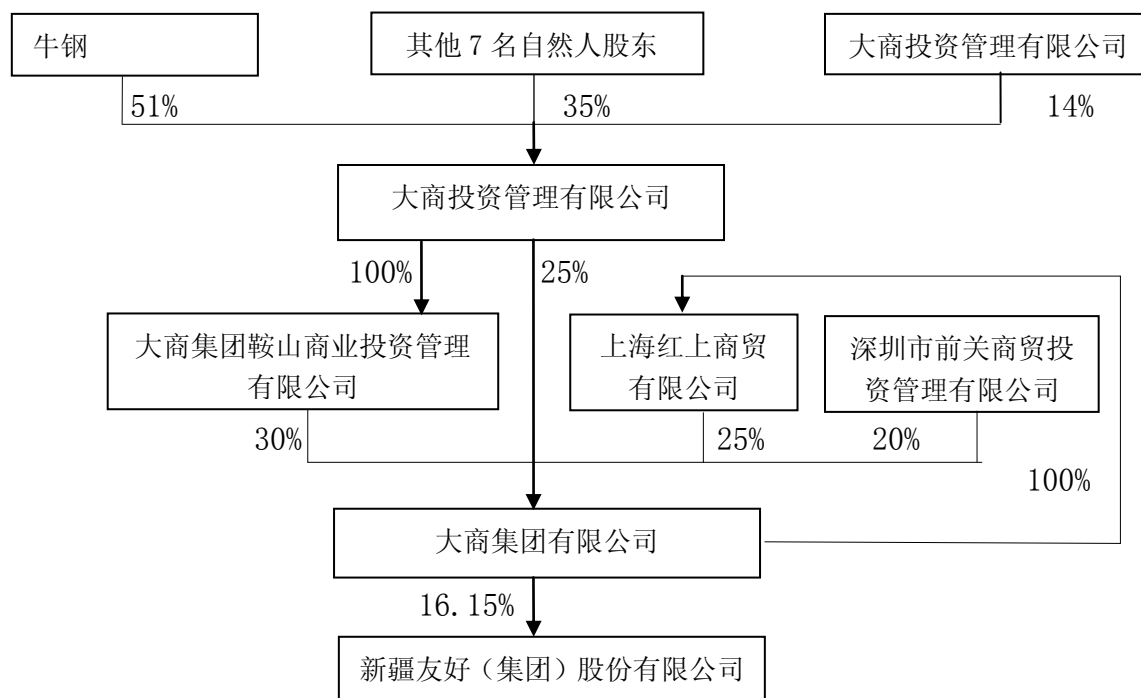 牛钢
其他 7 名自然人股东
大商投资管理有限公司
51%
35%
14%
大商投资管理有限公司
100%
25%
大商集团鞍山商业投资管理
有限公司
上海红上商贸
有限公司
深圳市前关商贸投
资管理有限公司
30%
25%
20%
100%
大商集团有限公司
16.15%
新疆友好（集团）股份有限公司